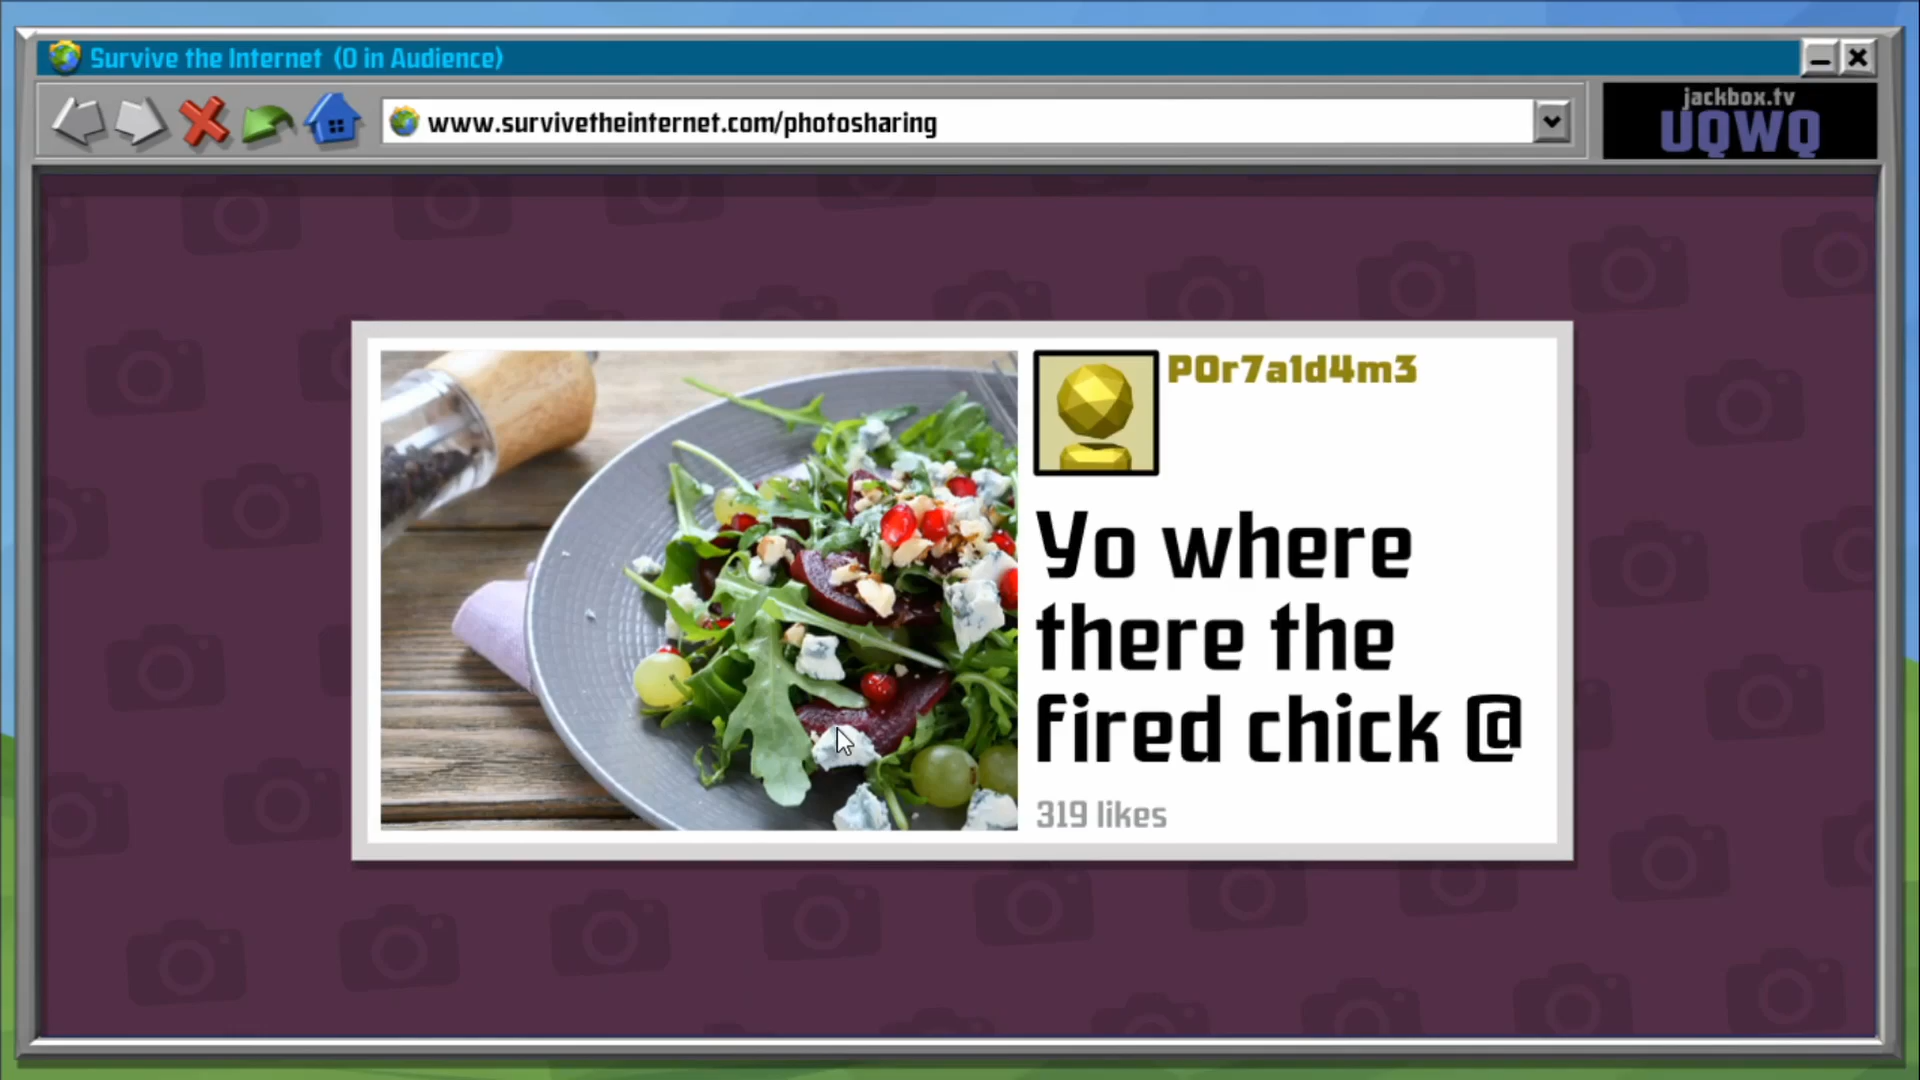 Survive the Internet (0 in Audience)
www.survivetheinternet.com/photosharing
jackbox.tv
UQWQ
P0r7a1d4m3
Yo where
there the
fired chick @
319 likes